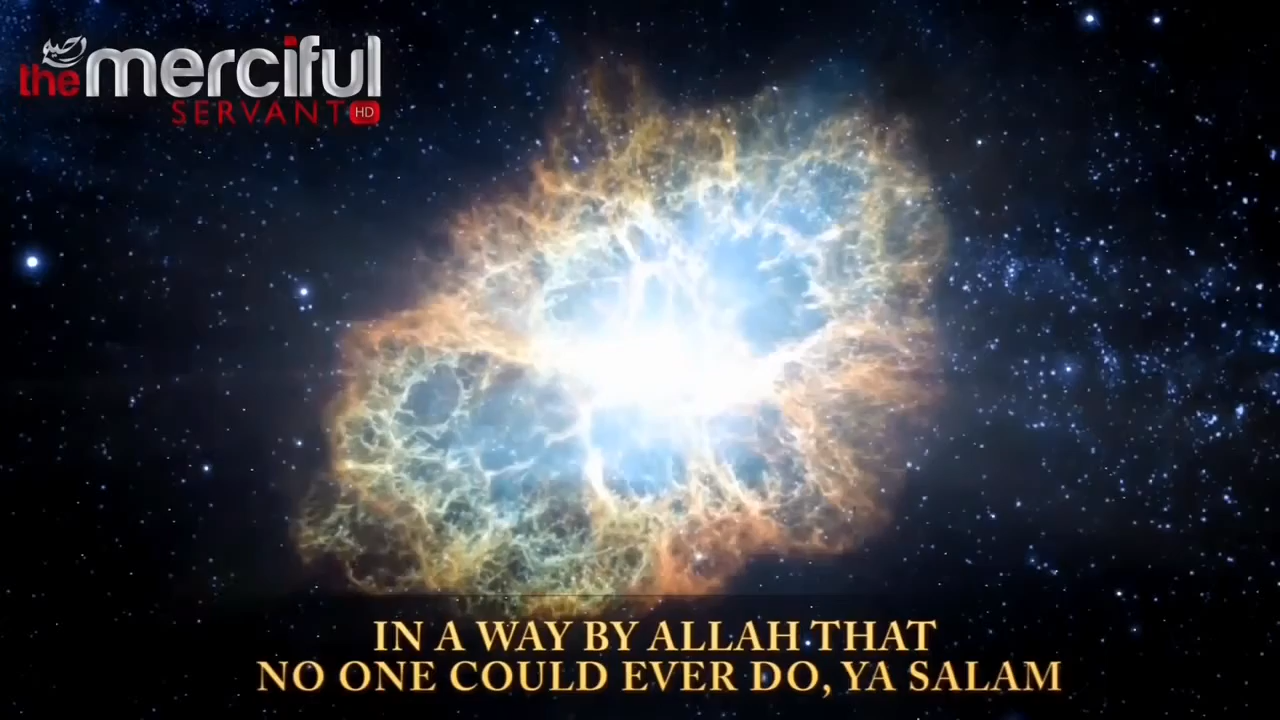 the merciful
SERVANT HD
IN A WAY BY ALLAH THAT
NO ONE COULD EVER DO, YA SALAM